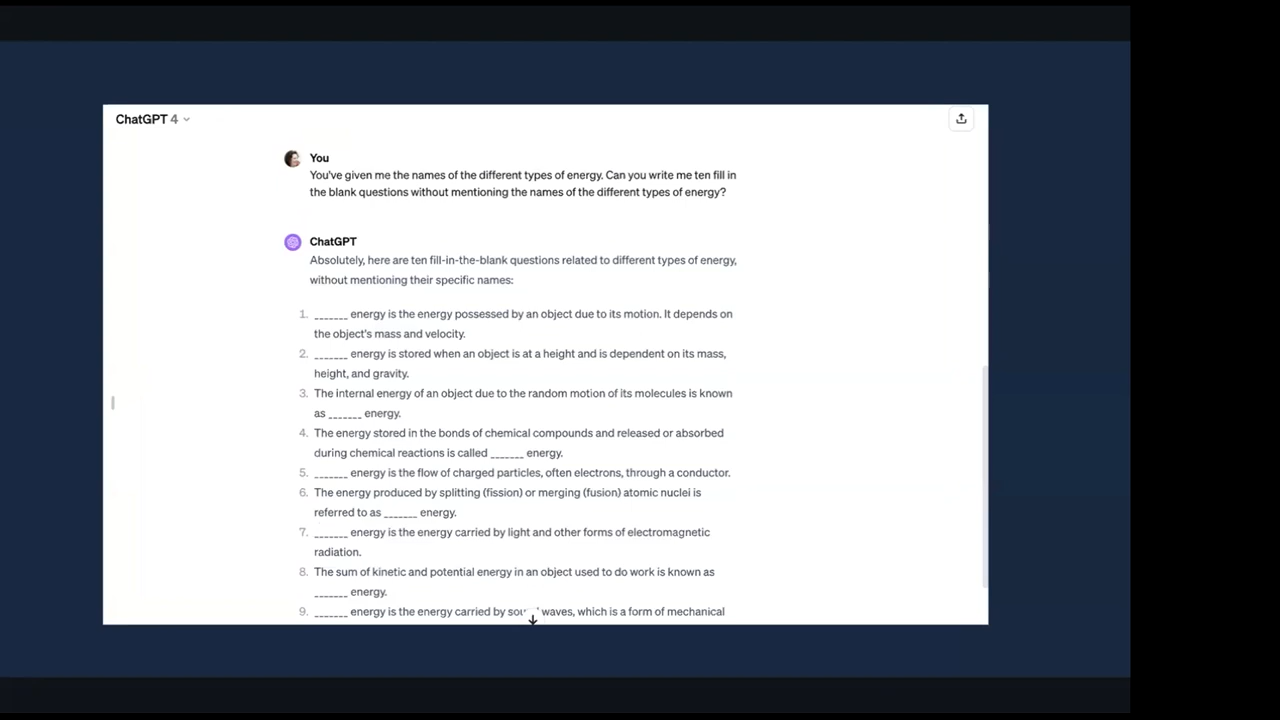 ChatGPT 4
You
You've given me the names of the different types of energy. Can you write me ten fill in
the blank questions without mentioning the names of the different types of energy?
ChatGPT
Absolutely, here are ten fill-in-the-blank questions related to different types of energy,
without mentioning their specific names:
1. _______ energy is the energy possessed by an object due to its motion. It depends on
the object's mass and velocity.
2. _______ energy is stored when an object is at a height and is dependent on its mass,
height, and gravity.
3. The internal energy of an object due to the random motion of its molecules is known
as _______ energy.
4. The energy stored in the bonds of chemical compounds and released or absorbed
during chemical reactions is called _______ energy.
5. _______ energy is the flow of charged particles, often electrons, through a conductor.
6. The energy produced by splitting (fission) or merging (fusion) atomic nuclei is
referred to as _______ energy.
7. _______ energy is the energy carried by light and other forms of electromagnetic
radiation.
8. The sum of kinetic and potential energy in an object used to do work is known as
_______ energy.
9. _______ energy is the energy carried by sound waves, which is a form of mechanical